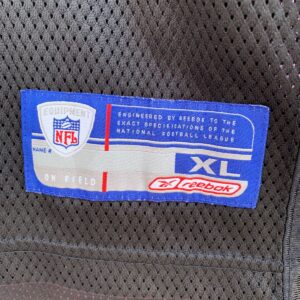 EQUIPMENT
NFL
ENGINEERED BY REEBOK TO THE
EXACT SPECIFICATIONS OF THE
NATIONAL FOOTBALL LEAGUE
NAME #
XL
ON FIELD
Reebok